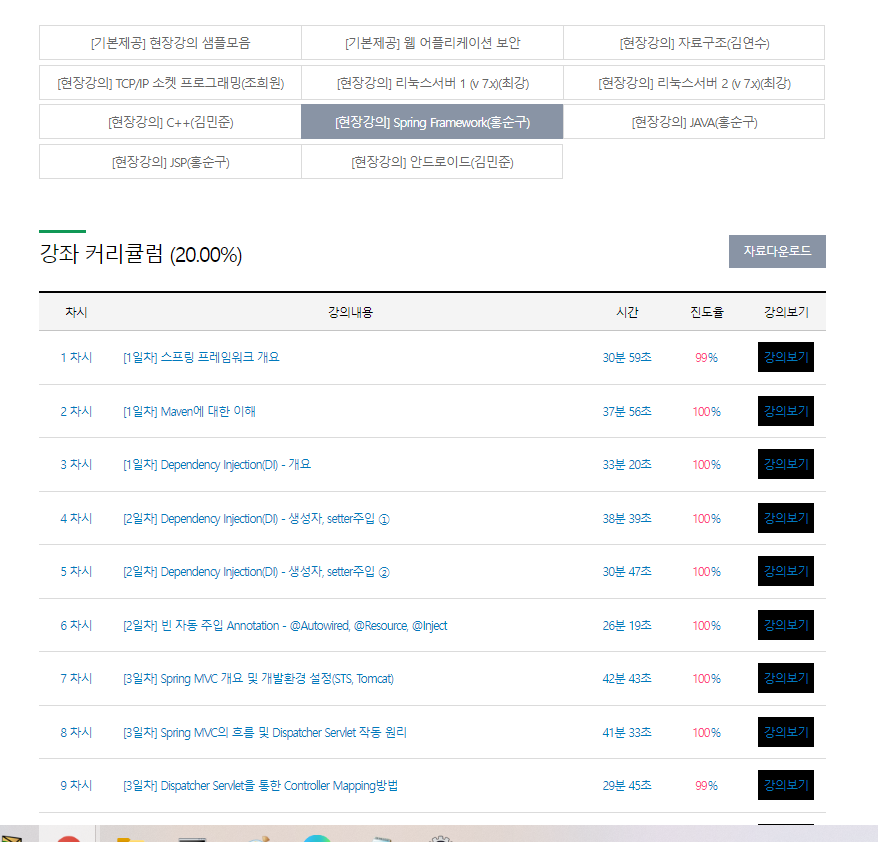 [기본제공] 현장강의 샘플모음 [기본제공] 웹 어플리케이션 보안 [현장강의] 자료구조(김연수)
[현장강의] TCP/IP 소켓 프로그래밍(조희원) [현장강의] 리눅스서버 1 (v 7.x)(최강) [현장강의] 리눅스서버 2 (v 7.x)(최강)
[현장강의] C++(김민준) [현장강의] Spring Framework(홍순구) [현장강의] JAVA(홍순구)
[현장강의] JSP(홍순구) [현장강의] 안드로이드(김민준)
강좌 커리큘럼 (20.00%) 자료다운로드
차시 강의내용 시간 진도율 강의보기
1 차시 [1일차] 스프링 프레임워크 개요 30분 59초 99% 강의보기
2 차시 [1일차] Maven에 대한 이해 37분 56초 100% 강의보기
3 차시 [1일차] Dependency Injection(DI) - 개요 33분 20초 100% 강의보기
4 차시 [2일차] Dependency Injection(DI) - 생성자, setter주입 ① 38분 39초 100% 강의보기
5 차시 [2일차] Dependency Injection(DI) - 생성자, setter주입 ② 30분 47초 100% 강의보기
6 차시 [2일차] 빈 자동 주입 Annotation - @Autowired, @Resource, @Inject 26분 19초 100% 강의보기
7 차시 [3일차] Spring MVC 개요 및 개발환경 설정(STS, Tomcat) 42분 43초 100% 강의보기
8 차시 [3일차] Spring MVC의 흐름 및 Dispatcher Servlet 작동 원리 41분 33초 100% 강의보기
9 차시 [3일차] Dispatcher Servlet을 통한 Controller Mapping방법 29분 45초 99% 강의보기